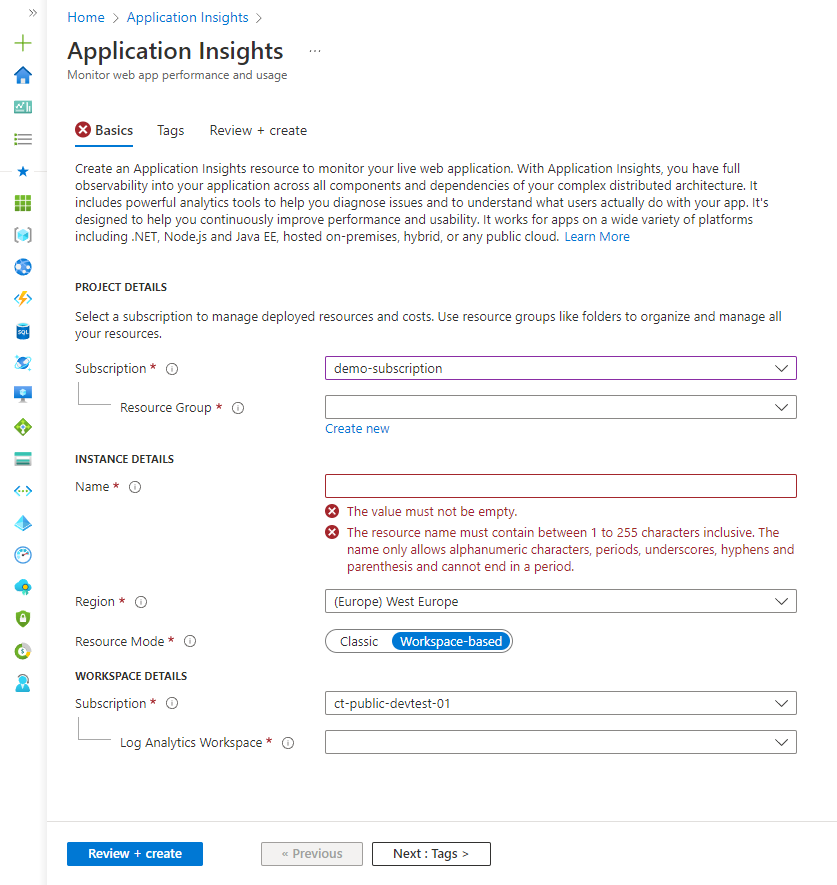 »
Home > Application Insights >
Application Insights ...
Monitor web app performance and usage
Basics Tags Review + create
Create an Application Insights resource to monitor your live web application. With Application Insights, you have full
observability into your application across all components and dependencies of your complex distributed architecture. It
includes powerful analytics tools to help you diagnose issues and to understand what users actually do with your app. It's
designed to help you continuously improve performance and usability. It works for apps on a wide variety of platforms
including .NET, Node.js and Java EE, hosted on-premises, hybrid, or any public cloud. Learn More
PROJECT DETAILS
Select a subscription to manage deployed resources and costs. Use resource groups like folders to organize and manage all
your resources.
Subscription * demo-subscription
Resource Group *
Create new
INSTANCE DETAILS
Name *
The value must not be empty.
The resource name must contain between 1 to 255 characters inclusive. The
name only allows alphanumeric characters, periods, underscores, hyphens and
parenthesis and cannot end in a period.
Region * (Europe) West Europe
Resource Mode * Classic Workspace-based
WORKSPACE DETAILS
Subscription * ct-public-devtest-01
Log Analytics Workspace *
Review + create « Previous Next : Tags >
SQL